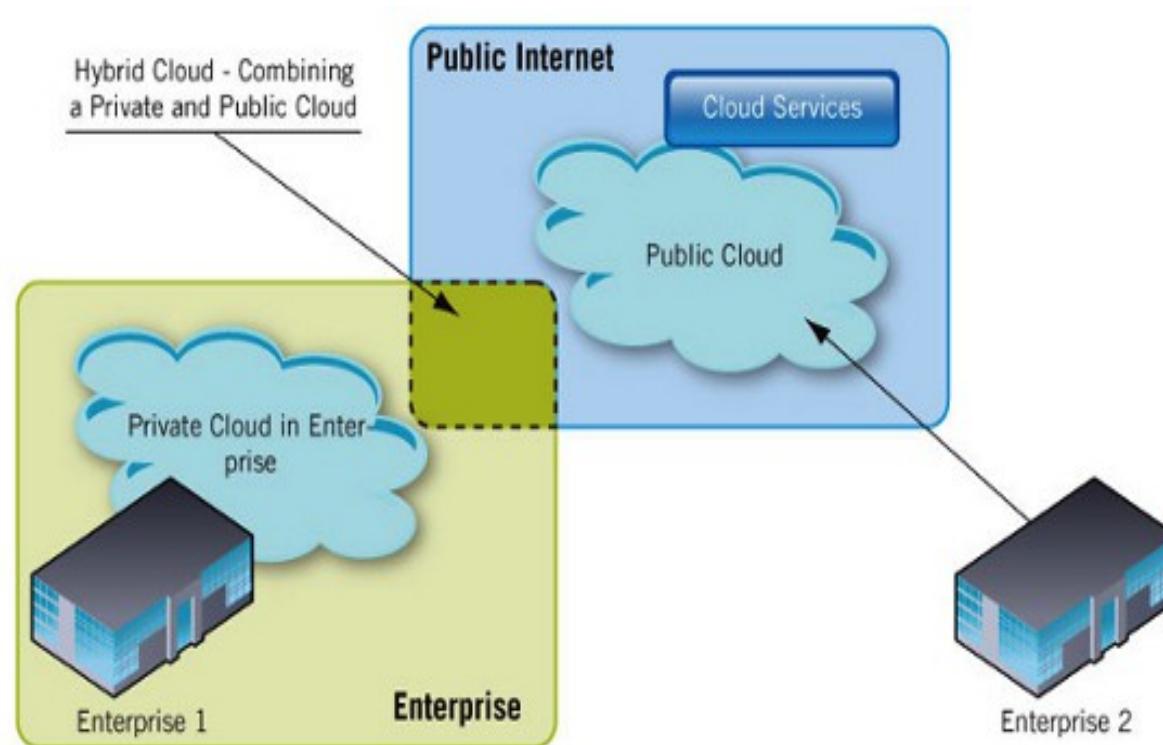 Hybrid Cloud - Combining
a Private and Public Cloud
Public Internet
Cloud Services
Public Cloud
Private Cloud in Enter-
prise
Enterprise 1
Enterprise
Enterprise 2